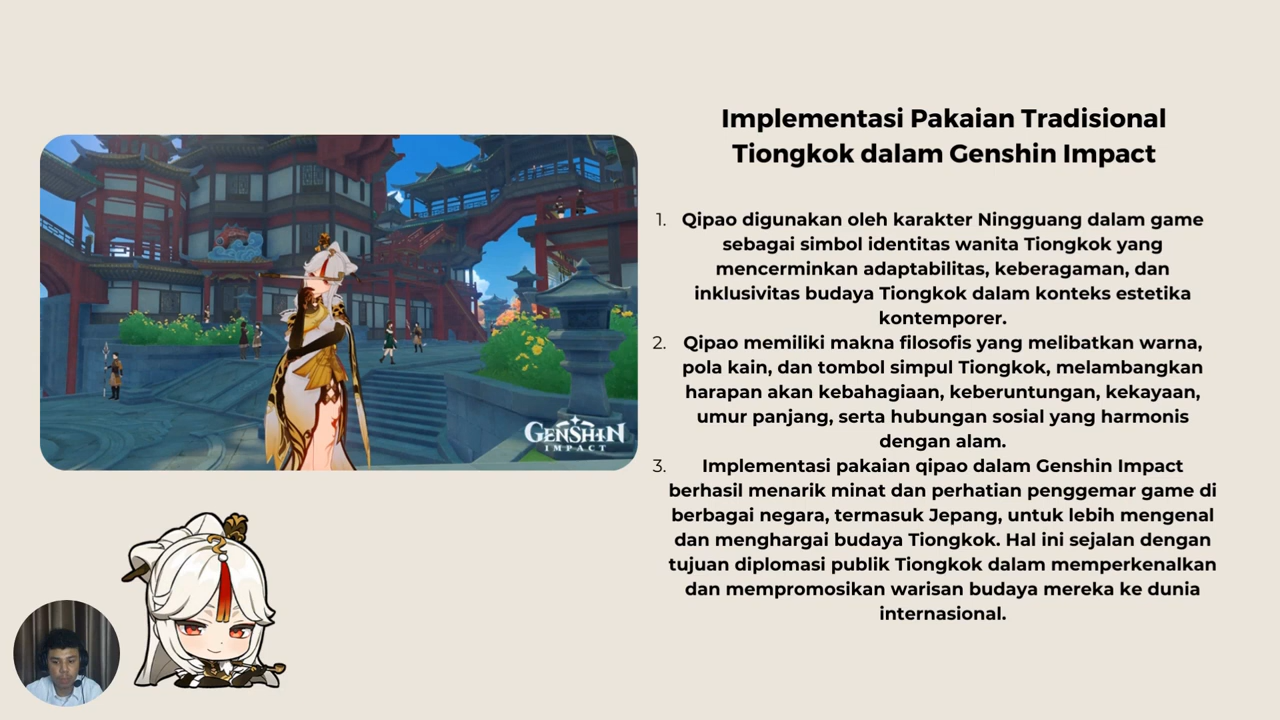 Implementasi Pakaian Tradisional
Tiongkok dalam Genshin Impact
1. Qipao digunakan oleh karakter Ningguang dalam game
sebagai simbol identitas wanita Tiongkok yang
mencerminkan adaptabilitas, keberagaman, dan
inklusivitas budaya Tiongkok dalam konteks estetika
kontemporer.
2. Qipao memiliki makna filosofis yang melibatkan warna,
pola kain, dan tombol simpul Tiongkok, melambangkan
harapan akan kebahagiaan, keberuntungan, kekayaan,
umur panjang, serta hubungan sosial yang harmonis
dengan alam.
3. Implementasi pakaian qipao dalam Genshin Impact
berhasil menarik minat dan perhatian penggemar game di
berbagai negara, termasuk Jepang, untuk lebih mengenal
dan menghargai budaya Tiongkok. Hal ini sejalan dengan
tujuan diplomasi publik Tiongkok dalam memperkenalkan
dan mempromosikan warisan budaya mereka ke dunia
internasional.
GENSHIN
IMPACT